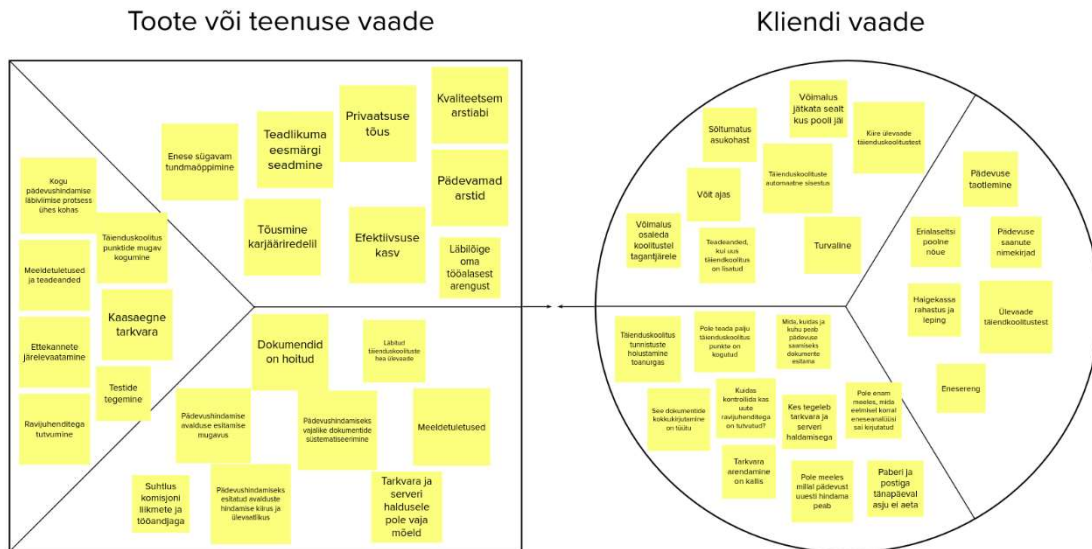 Toote või teenuse vaade
Kliendi vaade
Kvaliteetsem
arstiabi
Privaatsuse
tõus
Teadlikuma
eesmärgi
seadmine
Enese sügavam
tundmaõppimine
Pädevamad
arstid
Tõusmine
karjääriredelil
Efektiivsuse
kasv
Läbilõige
oma
tööalasest
arengust
Kogu
pädevushindamise
läbiviimise protsess
ühes kohas
Täienduskoolitus
punktide mugav
kogumine
Meeldetuletused
ja teadeanded
Kaasaegne
tarkvara
Ettekannete
järelevaatamine
Testide
tegemine
Ravijuhenditega
tutvumine
Dokumendid
on hoitud
Läbitud
täienduskoolituste
hea ülevaade
Pädevushindamise
avalduse esitamise
mugavus
Pädevushindamiseks
vajalike dokumentide
süstematiseerimine
Meeldetuletused
Suhtlus
komisjoni
liikmete ja
tööandjaga
Pädevushindamiseks
esitatud avalduste
hindamise kiirus ja
ülevaatlikus
Tarkvara ja
serveri
haldusele
pole vaja
mõeld
Võimalus
jätkata sealt
kus pooli jäi
Sõltumatus
asukohast
Kiire ülevaade
täienduskoolitustest
Täienduskoolituste
automaatne sisestus
Võit ajas
Võimalus
osaleda
koolitustel
tagantjärele
Teadeanded,
kui uus
täiendkoolitus
on lisatud
Turvaline
Pädevuse
taotlemine
Erialaseltsi
poolne
nõue
Pädevuse
saanute
nimekirjad
Haigekassa
rahastus ja
leping
Ülevaade
täiendkoolitustest
Enesereng
Täienduskoolitus
tunnistuste
hoiustamine
toanurgas
Pole teada palju
täienduskoolitus
punkte on
kogutud
Mida, kuidas ja
kuhu peab
pädevuse
saamiseks
dokumente
esitama
See dokumentide
kokkukirjutamine
on tüütu
Kuidas
kontrollida kas
uute
ravijuhenditega
on tutvutud?
Kes tegeleb
tarkvara ja
serveri
haldamisega
Pole enam
meeles, mida
eelmisel korral
eneseanalüüsi
sai kirjutatud
Tarkvara
arendamine
on kallis
Pole meeles
millal pädevust
uuesti hindama
peab
Paberi ja
postiga
tänapäeval
asju ei aeta